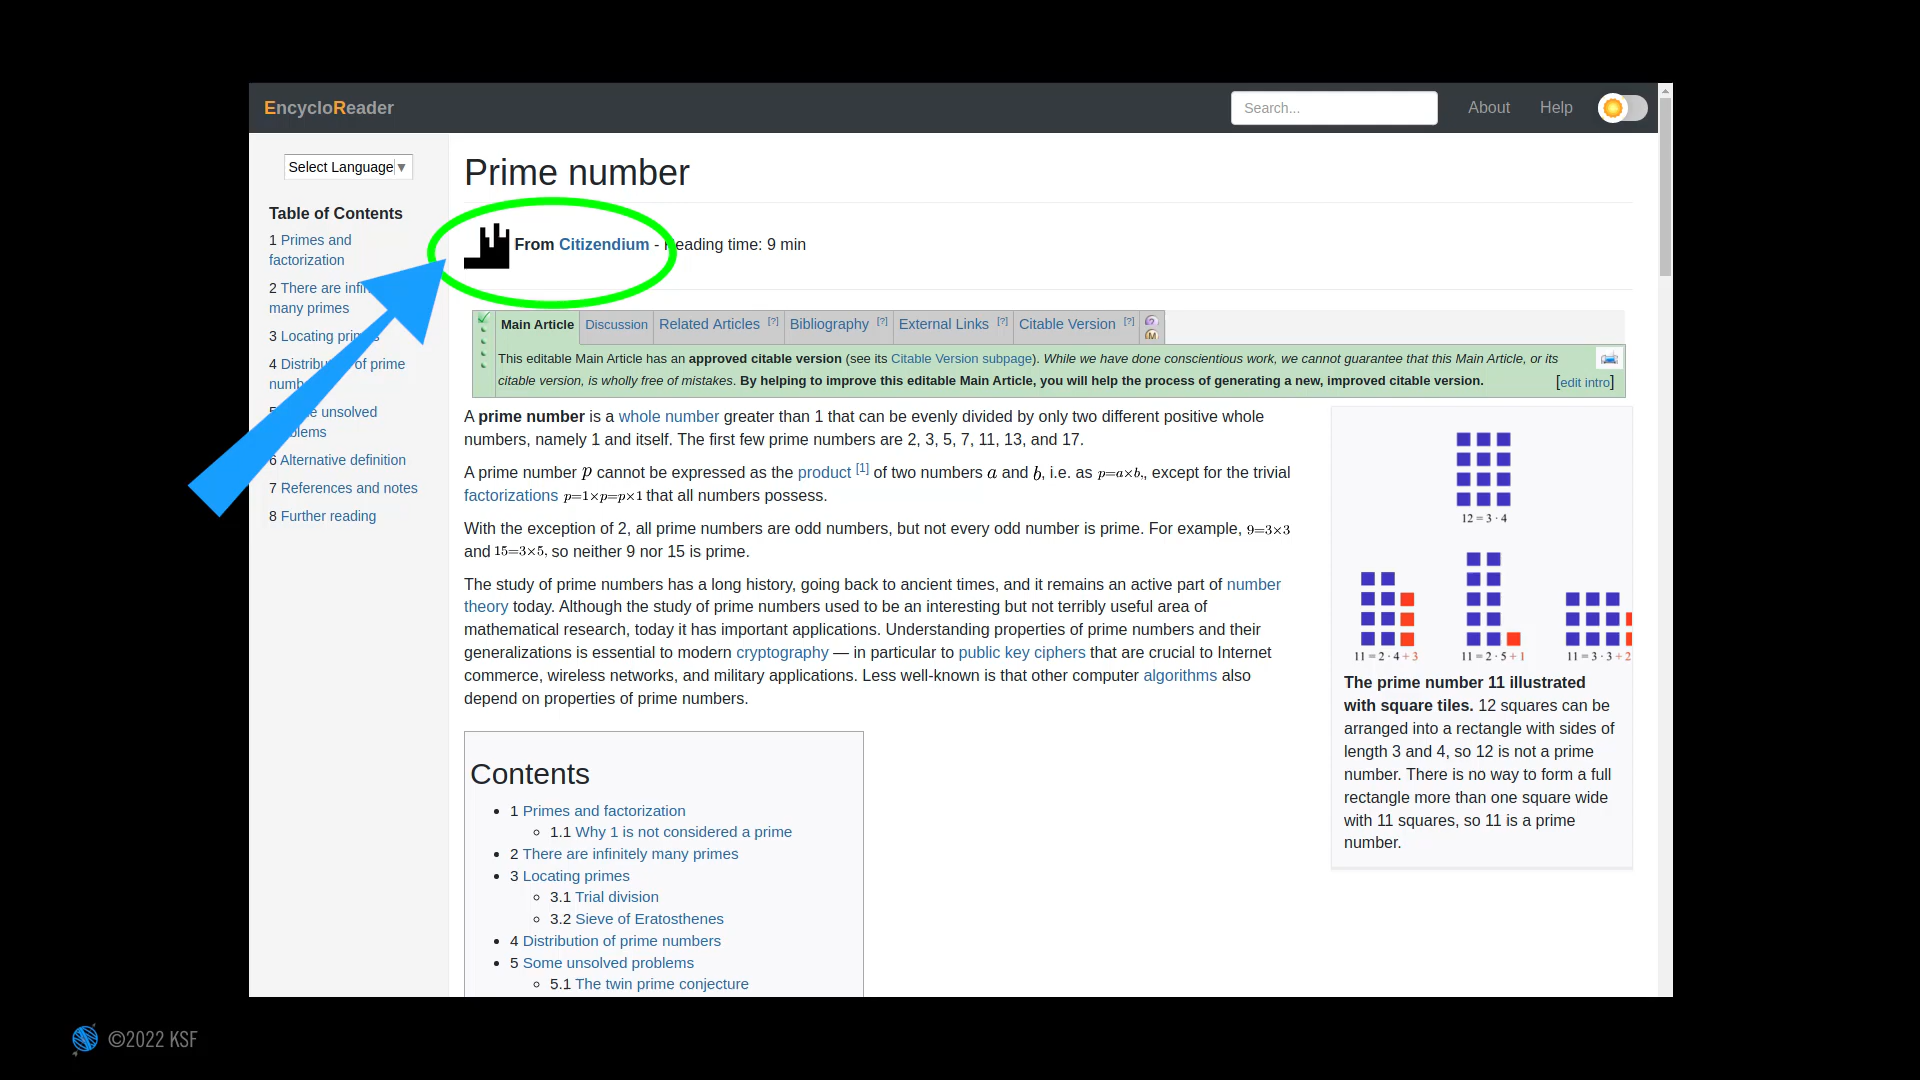 EncycloReader
Search...
About
Help
Select Language▼
Table of Contents
1 Primes and
factorization
2 There are infin
many primes
3 Locating prim s
4 Distribu of prime
numb
unsolved
6 Alternative definition
7 References and notes
8 Further reading
Prime number
From Citizendium - Reading time: 9 min
Main Article
Discussion
Related Articles [?]
Bibliography [?]
External Links [?]
Citable Version [?]
This editable Main Article has an approved citable version (see its Citable Version subpage). While we have done conscientious work, we cannot guarantee that this Main Article, or its
citable version, is wholly free of mistakes. By helping to improve this editable Main Article, you will help the process of generating a new, improved citable version.
[edit intro]
A prime number is a whole number greater than 1 that can be evenly divided by only two different positive whole
numbers, namely 1 and itself. The first few prime numbers are 2, 3, 5, 7, 11, 13, and 17.
A prime number p cannot be expressed as the product [1] of two numbers a and b, i.e. as p=a×b,, except for the trivial
factorizations p=1×p=p×1 that all numbers possess.
With the exception of 2, all prime numbers are odd numbers, but not every odd number is prime. For example, 9=3×3
and 15=3×5, so neither 9 nor 15 is prime.
The study of prime numbers has a long history, going back to ancient times, and it remains an active part of number
theory today. Although the study of prime numbers used to be an interesting but not terribly useful area of
mathematical research, today it has important applications. Understanding properties of prime numbers and their
generalizations is essential to modern cryptography — in particular to public key ciphers that are crucial to Internet
commerce, wireless networks, and military applications. Less well-known is that other computer algorithms also
depend on properties of prime numbers.
12 = 3 · 4
11 = 2 · 4 + 3
11 = 2 · 5 + 1
11 = 3 · 3 + 2
The prime number 11 illustrated
with square tiles. 12 squares can be
arranged into a rectangle with sides of
length 3 and 4, so 12 is not a prime
number. There is no way to form a full
rectangle more than one square wide
with 11 squares, so 11 is a prime
number.
Contents
1 Primes and factorization
1.1 Why 1 is not considered a prime
2 There are infinitely many primes
3 Locating primes
3.1 Trial division
3.2 Sieve of Eratosthenes
4 Distribution of prime numbers
5 Some unsolved problems
5.1 The twin prime conjecture
©2022 KSF